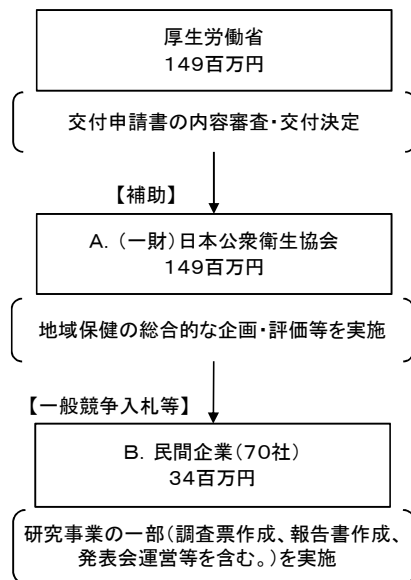 厚生労働省
149百万円
交付申請書の内容審査・交付決定
【補助】
A．（一財）日本公衆衛生協会
149百万円
地域保健の総合的な企画・評価等を実施
【一般競争入札等】
B．民間企業（70社）
34百万円
研究事業の一部（調査票作成、報告書作成、
発表会運営等を含む。）を実施